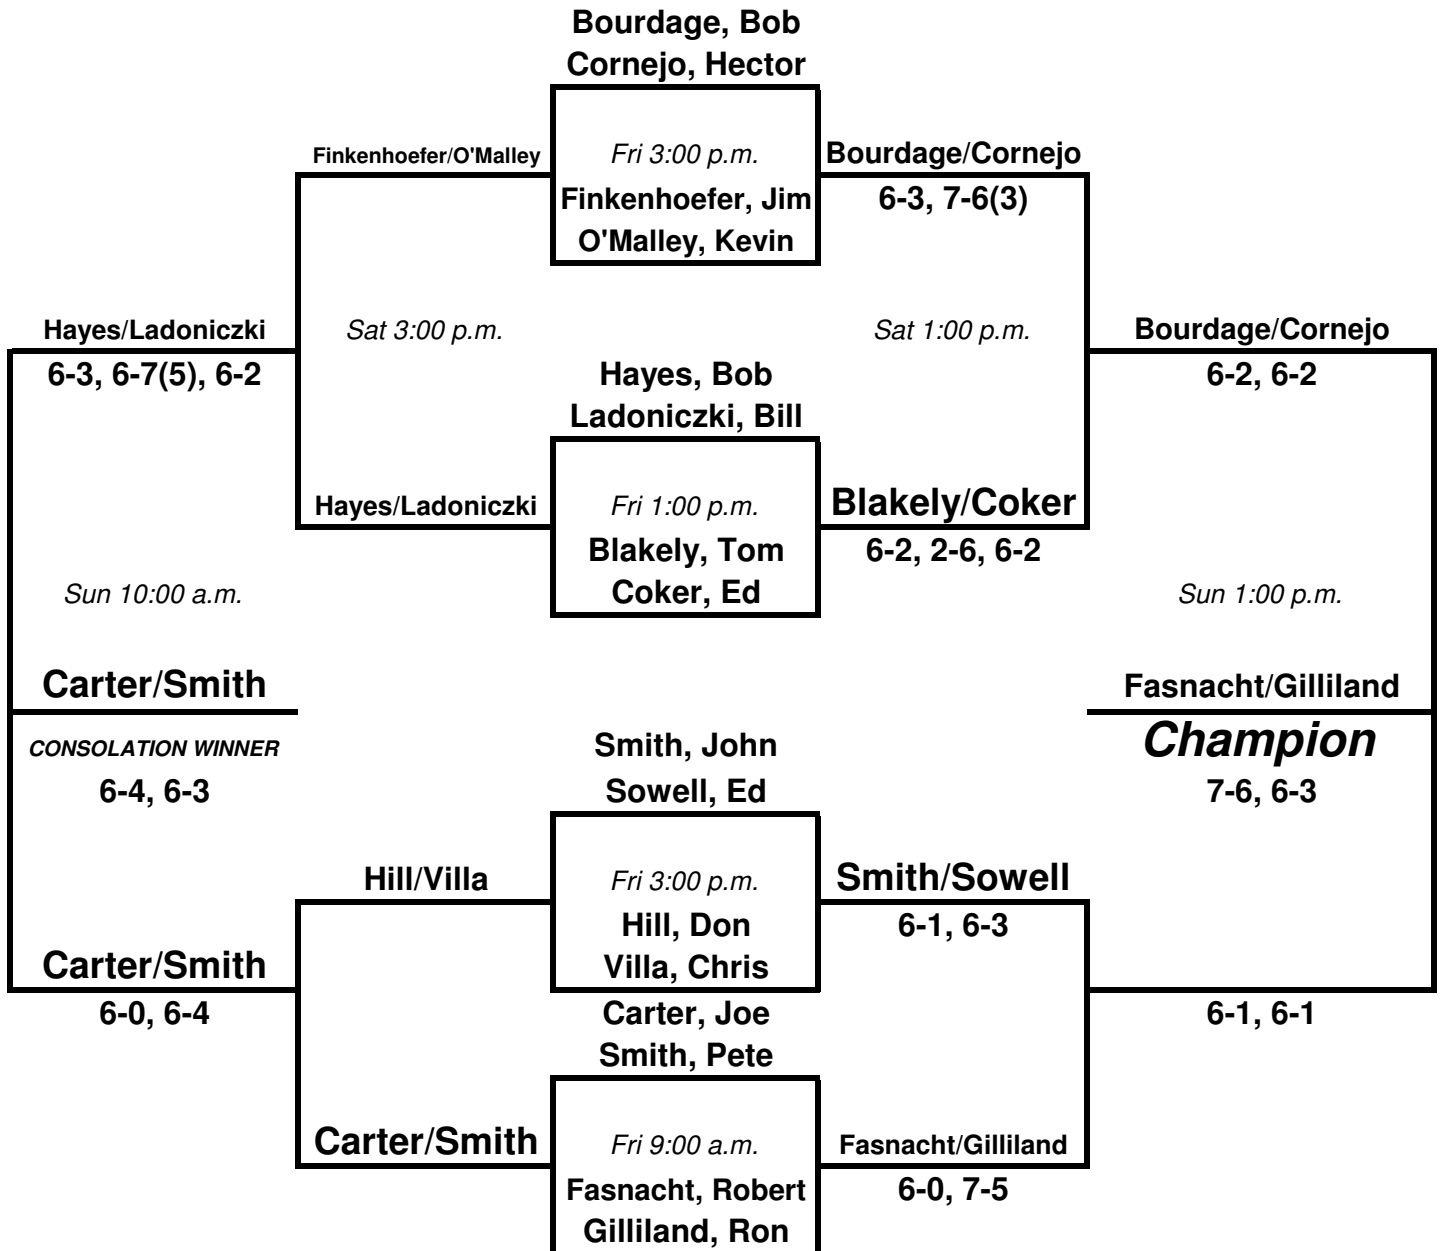 Bourdage, Bob
Cornejo, Hector
Finkenhoefer/O'Malley
Fri 3:00 p.m.
Bourdage/Cornejo
Finkenhoefer, Jim
6-3, 7-6(3)
O'Malley, Kevin
Hayes/Ladoniczki
Sat 3:00 p.m.
Sat 1:00 p.m.
Bourdage/Cornejo
6-3, 6-7(5), 6-2
Hayes, Bob
6-2, 6-2
Ladoniczki, Bill
Hayes/Ladoniczki
Fri 1:00 p.m.
Blakely/Coker
Blakely, Tom
6-2, 2-6, 6-2
Sun 10:00 a.m.
Coker, Ed
Sun 1:00 p.m.
Carter/Smith
Fasnacht/Gilliland
CONSOLATION WINNER
Smith, John
Champion
6-4, 6-3
Sowell, Ed
7-6, 6-3
Hill/Villa
Fri 3:00 p.m.
Smith/Sowell
Hill, Don
6-1, 6-3
Carter/Smith
Villa, Chris
6-0, 6-4
Carter, Joe
6-1, 6-1
Smith, Pete
Carter/Smith
Fri 9:00 a.m.
Fasnacht/Gilliland
Fasnacht, Robert
6-0, 7-5
Gilliland, Ron